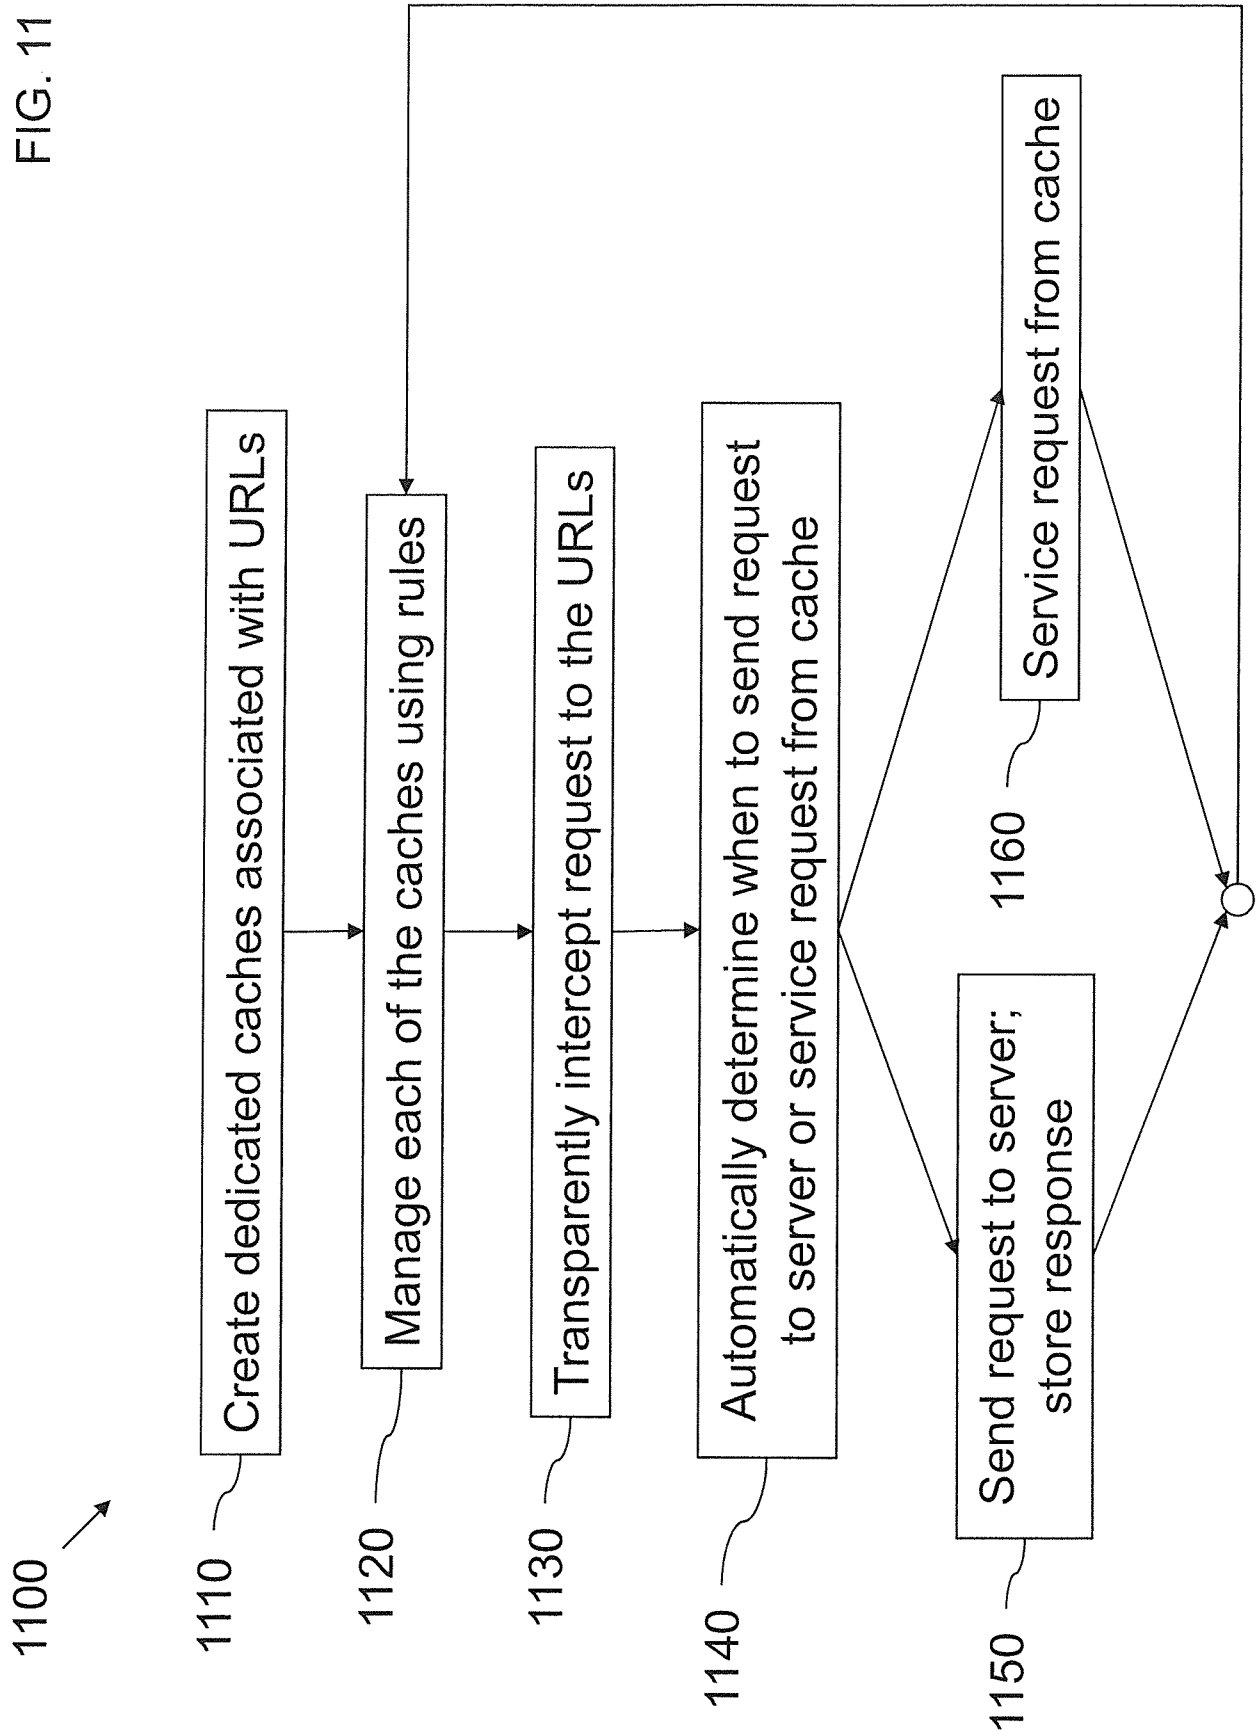 FIG. 11
1100
1110
Create dedicated caches associated with URLs
1120
Manage each of the caches using rules
1130
Transparently intercept request to the URLs
1140
Automatically determine when to send request
to server or service request from cache
1150
Send request to server;
store response
1160
Service request from cache